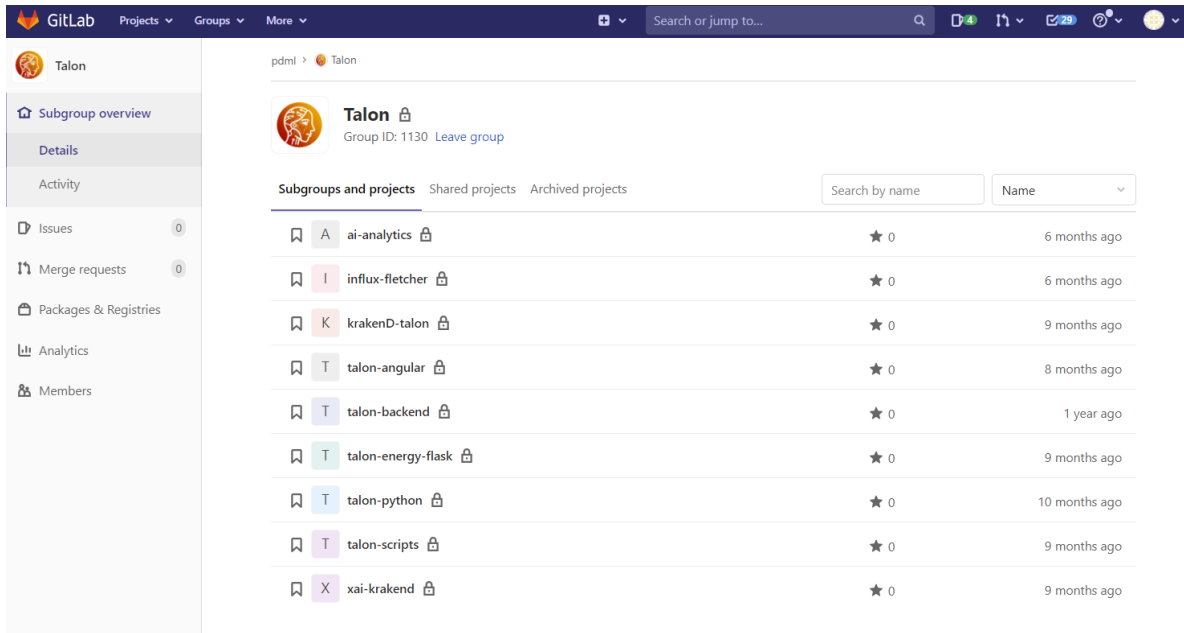 GitLab Projects Groups More Search or jump to... 4 29
Talon
Subgroup overview
Details
Activity
Issues 0
Merge requests 0
Packages & Registries
Analytics
Members
pdml > Talon
Talon
Group ID: 1130 Leave group
Subgroups and projects Shared projects Archived projects Search by name Name
A ai-analytics 0 6 months ago
I influx-fletcher 0 6 months ago
K krakenD-talon 0 9 months ago
T talon-angular 0 8 months ago
T talon-backend 0 1 year ago
T talon-energy-flask 0 9 months ago
T talon-python 0 10 months ago
T talon-scripts 0 9 months ago
X xai-krakend 0 9 months ago